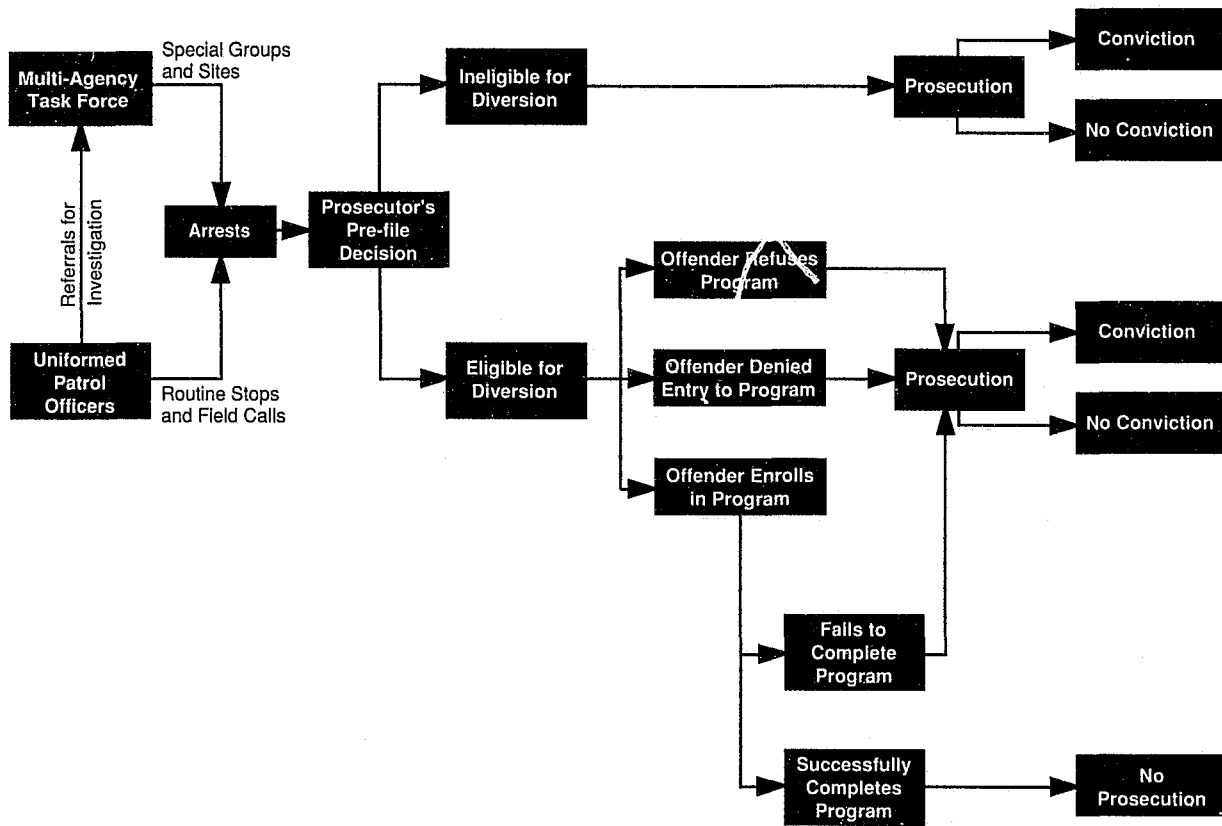 Multi-Agency
Task Force
Special Groups
and Sites
Referrals for
Investigation
Uniformed
Patrol
Officers
Routine Stops
and Field Calls
Arrests
Prosecutor's
Pre-file
Decision
Ineligible for
Diversion
Prosecution
Conviction
No Conviction
Eligible for
Diversion
Offender Refuses
Program
Offender Denied
Entry to Program
Offender Enrolls
in Program
Prosecution
Conviction
No Conviction
Fails to
Complete
Program
Successfully
Completes
Program
No
Prosecution